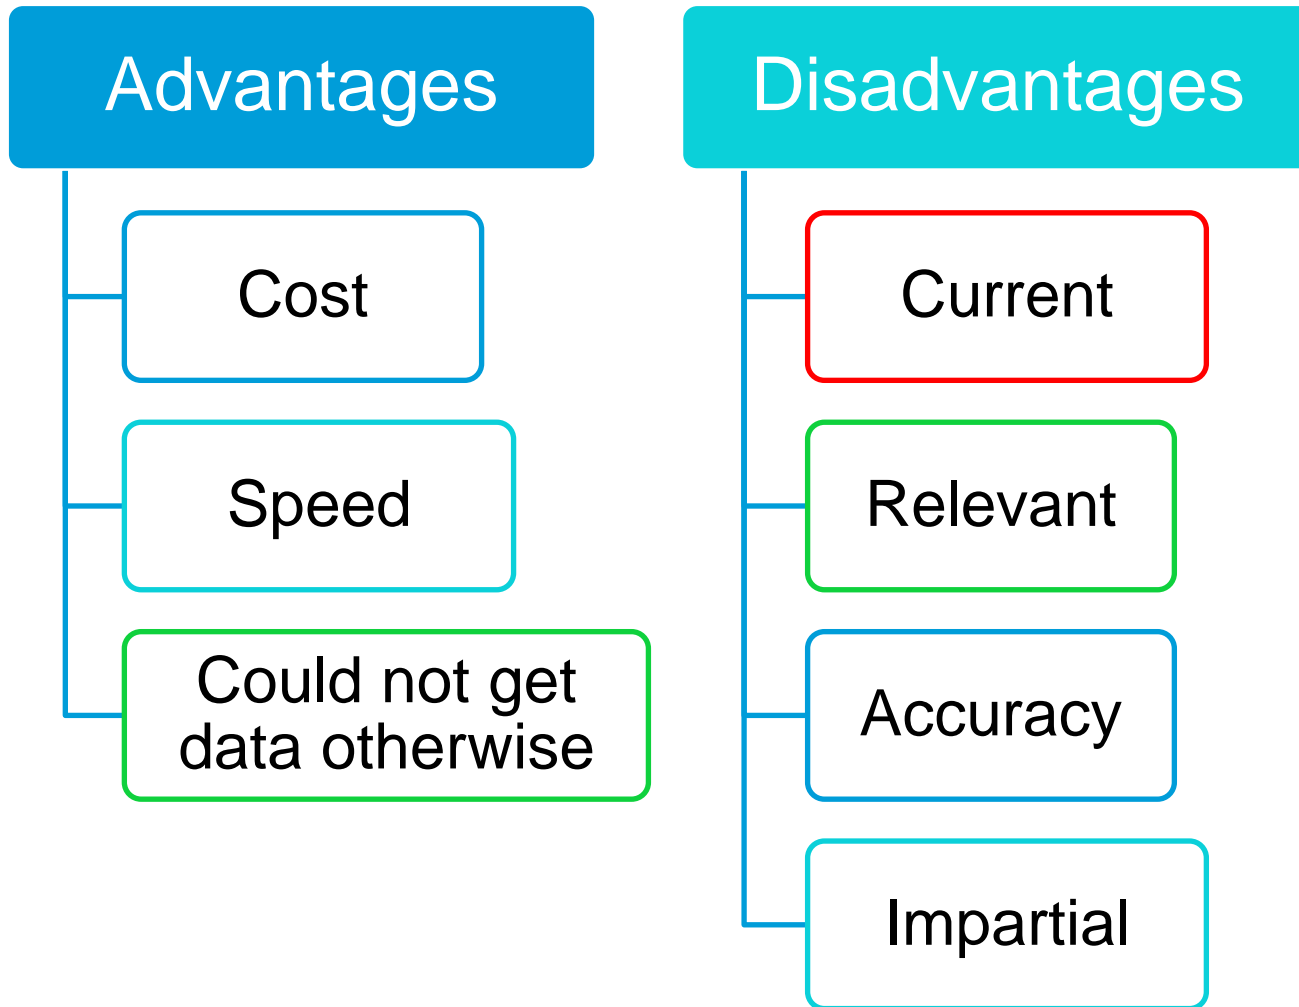 Advantages
Cost
Speed
Could not get
data otherwise
Disadvantages
Current
Relevant
Accuracy
Impartial